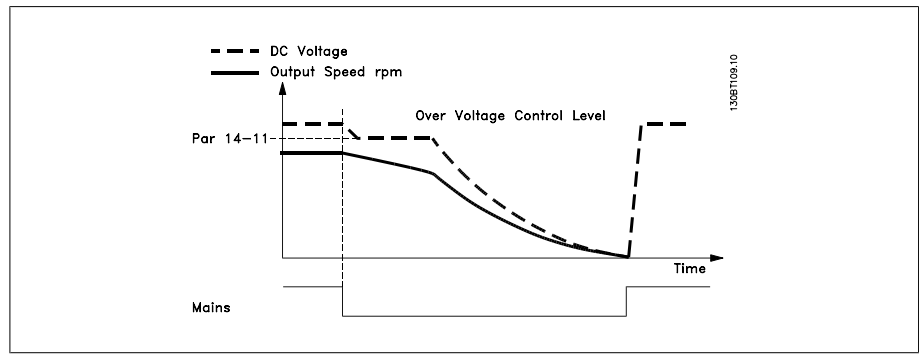 DC Voltage
Output Speed rpm
Over Voltage Control Level
130BT109.10
Par 14-11
Time
Mains